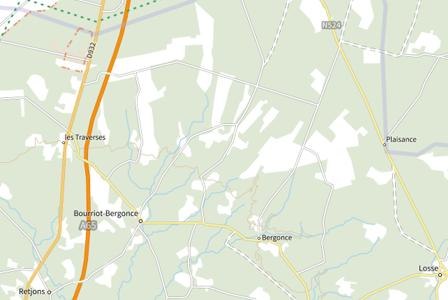 N524
D932
les Traverses
Plaisance
Bourriot-Bergonce
A65
Bergonce
Losse
Retjons